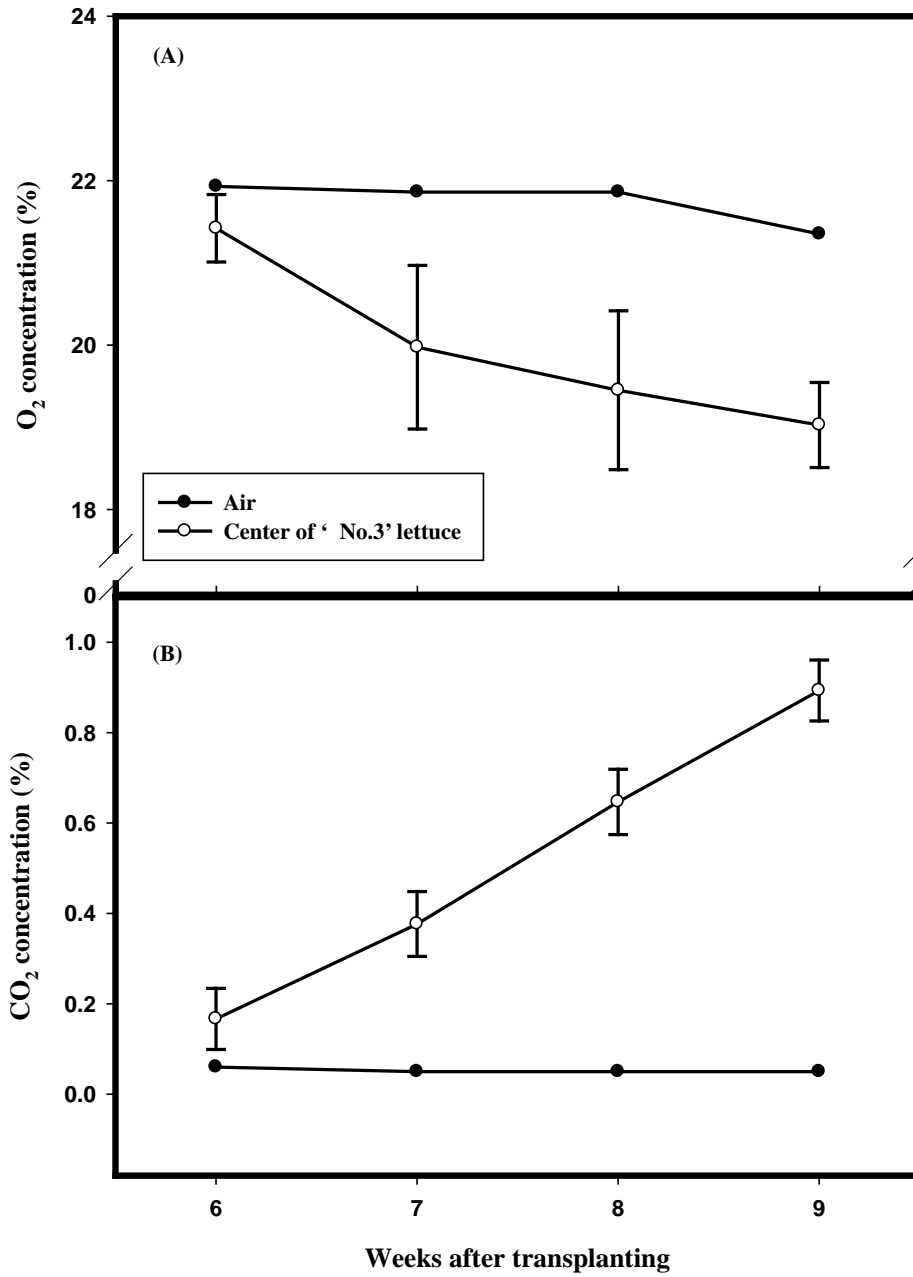 24
(A)
22
20
18
0
O₂ concentration (%)
Air
Center of ‘ No.3’ lettuce
1.0
(B)
0.8
0.6
0.4
0.2
0.0
CO₂ concentration (%)
6 7 8 9
Weeks after transplanting